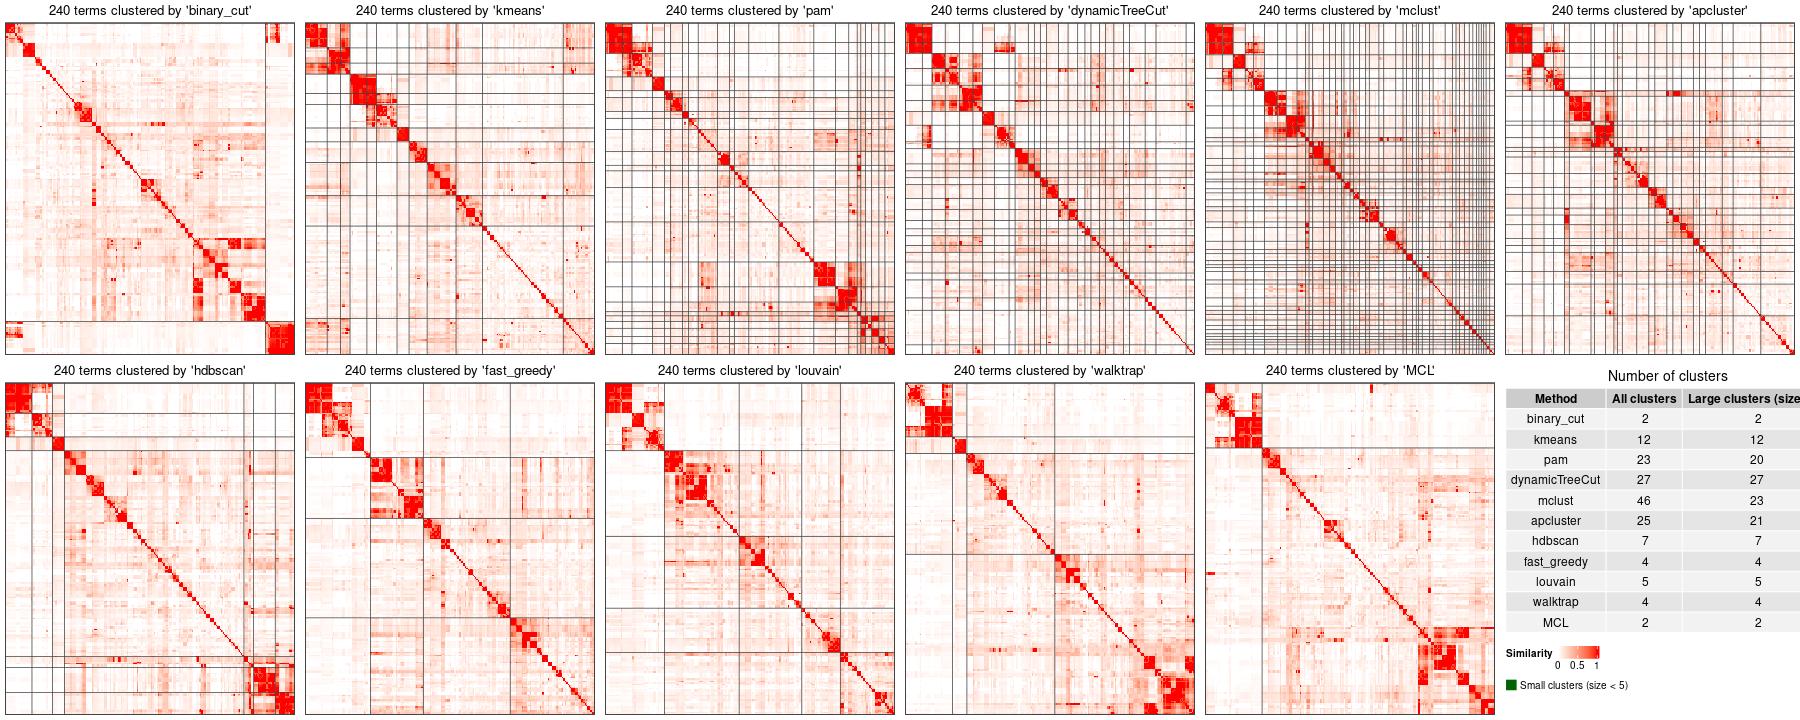 240 terms clustered by 'binary_cut'
240 terms clustered by 'kmeans'
240 terms clustered by 'pam'
240 terms clustered by 'dynamicTreeCut'
240 terms clustered by 'mclust'
240 terms clustered by 'apcluster'
240 terms clustered by 'hdbscan'
240 terms clustered by 'fast_greedy'
240 terms clustered by 'louvain'
240 terms clustered by 'walktrap'
240 terms clustered by 'MCL'
Number of clusters
Method All clusters Large clusters (size
binary_cut 2 2
kmeans 12 12
pam 23 20
dynamicTreeCut 27 27
mclust 46 23
apcluster 25 21
hdbscan 7 7
fast_greedy 4 4
louvain 5 5
walktrap 4 4
MCL 2 2
Similarity
0 0.5 1
Small clusters (size < 5)